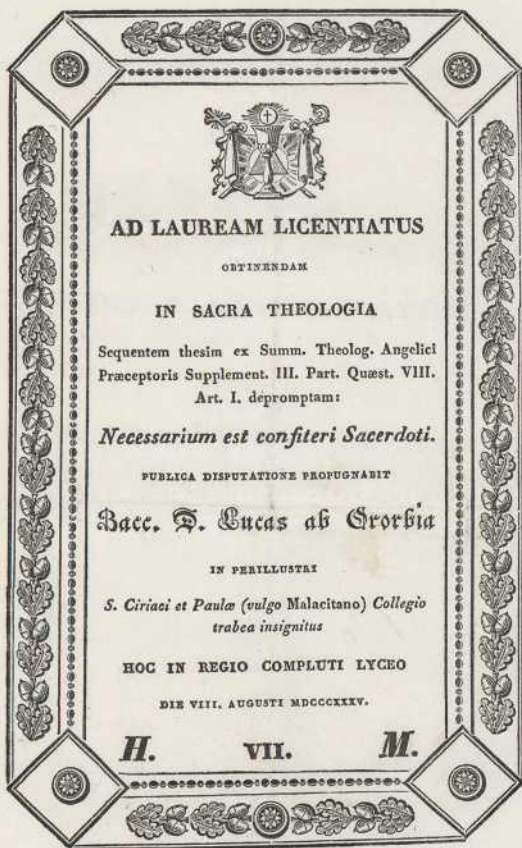 AD LAUREAM LICENTIATUS
OBTINENDAM
IN SACRA THEOLOGIA
Sequentem thesim ex Summ. Theolog. Angelici
Præceptoris Supplement. III. Part. Quæst. VIII.
Art. I. depromptam:
Necessarium est confiteri Sacerdoti.
PUBLICA DISPUTATIONE PROPUGNABIT
Bacc. D. Lucas ab Ororbia
IN PERILLUSTRI
S. Ciriaci et Paulæ (vulgo Malacitano) Collegio
trabea insignitus
HOC IN REGIO COMPLUTI LYCEO
DIE VIII. AUGUSTI MDCCCXXXV.
H. VII. M.